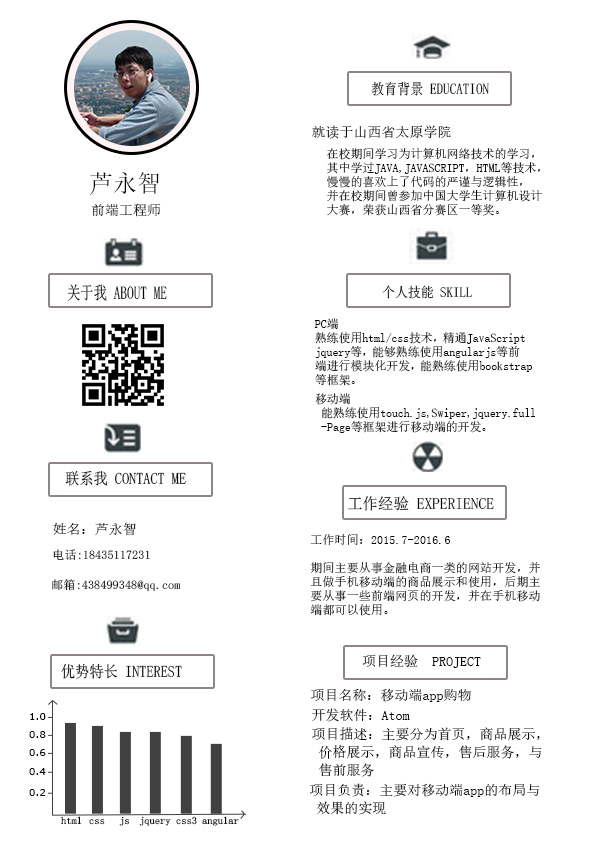 芦永智
前端工程师
关于我 ABOUT ME
联系我 CONTACT ME
姓名：芦永智
电话:18435117231
邮箱:438499348@qq.com
优势特长 INTEREST
1.0
0.8
0.6
0.4
0.2
html css js jquery css3 angular
教育背景 EDUCATION
就读于山西省太原学院
在校期间学习为计算机网络技术的学习，
其中学过JAVA,JAVASCRIPT，HTML等技术，
慢慢的喜欢上了代码的严谨与逻辑性，
并在校期间曾参加中国大学生计算机设计
大赛，荣获山西省分赛区一等奖。
个人技能 SKILL
PC端
熟练使用html/css技术，精通JavaScript
jquery等，能够熟练使用angularjs等前
端进行模块化开发，能熟练使用bookstrap
等框架。
移动端
能熟练使用touch.js,Swiper,jquery.full
-Page等框架进行移动端的开发。
工作经验 EXPERIENCE
工作时间：2015.7-2016.6
期间主要从事金融电商一类的网站开发，并
且做手机移动端的商品展示和使用，后期主
要从事一些前端网页的开发，并在手机移动
端都可以使用。
项目经验 PROJECT
项目名称：移动端app购物
开发软件：Atom
项目描述：主要分为首页，商品展示，
价格展示，商品宣传，售后服务，与
售前服务
项目负责：主要对移动端app的布局与
效果的实现